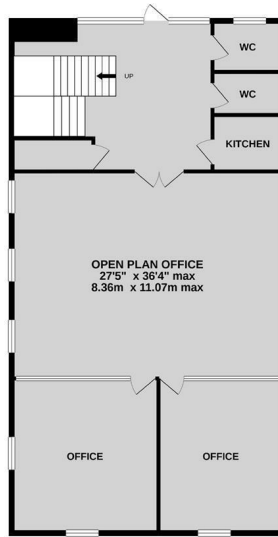 WC
UP
WC
KITCHEN
OPEN PLAN OFFICE
27'5" x 36'4" max
8.36m x 11.07m max
OFFICE
OFFICE